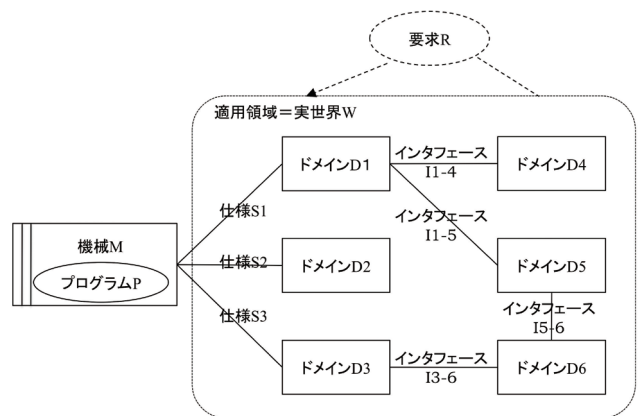 要求R
適用領域＝実世界W
ドメインD1
インタフェース
I1-4
ドメインD4
仕様S1
インタフェース
I1-5
機械M
プログラムP
仕様S2
ドメインD2
ドメインD5
仕様S3
インタフェース
I5-6
ドメインD3
インタフェース
I3-6
ドメインD6